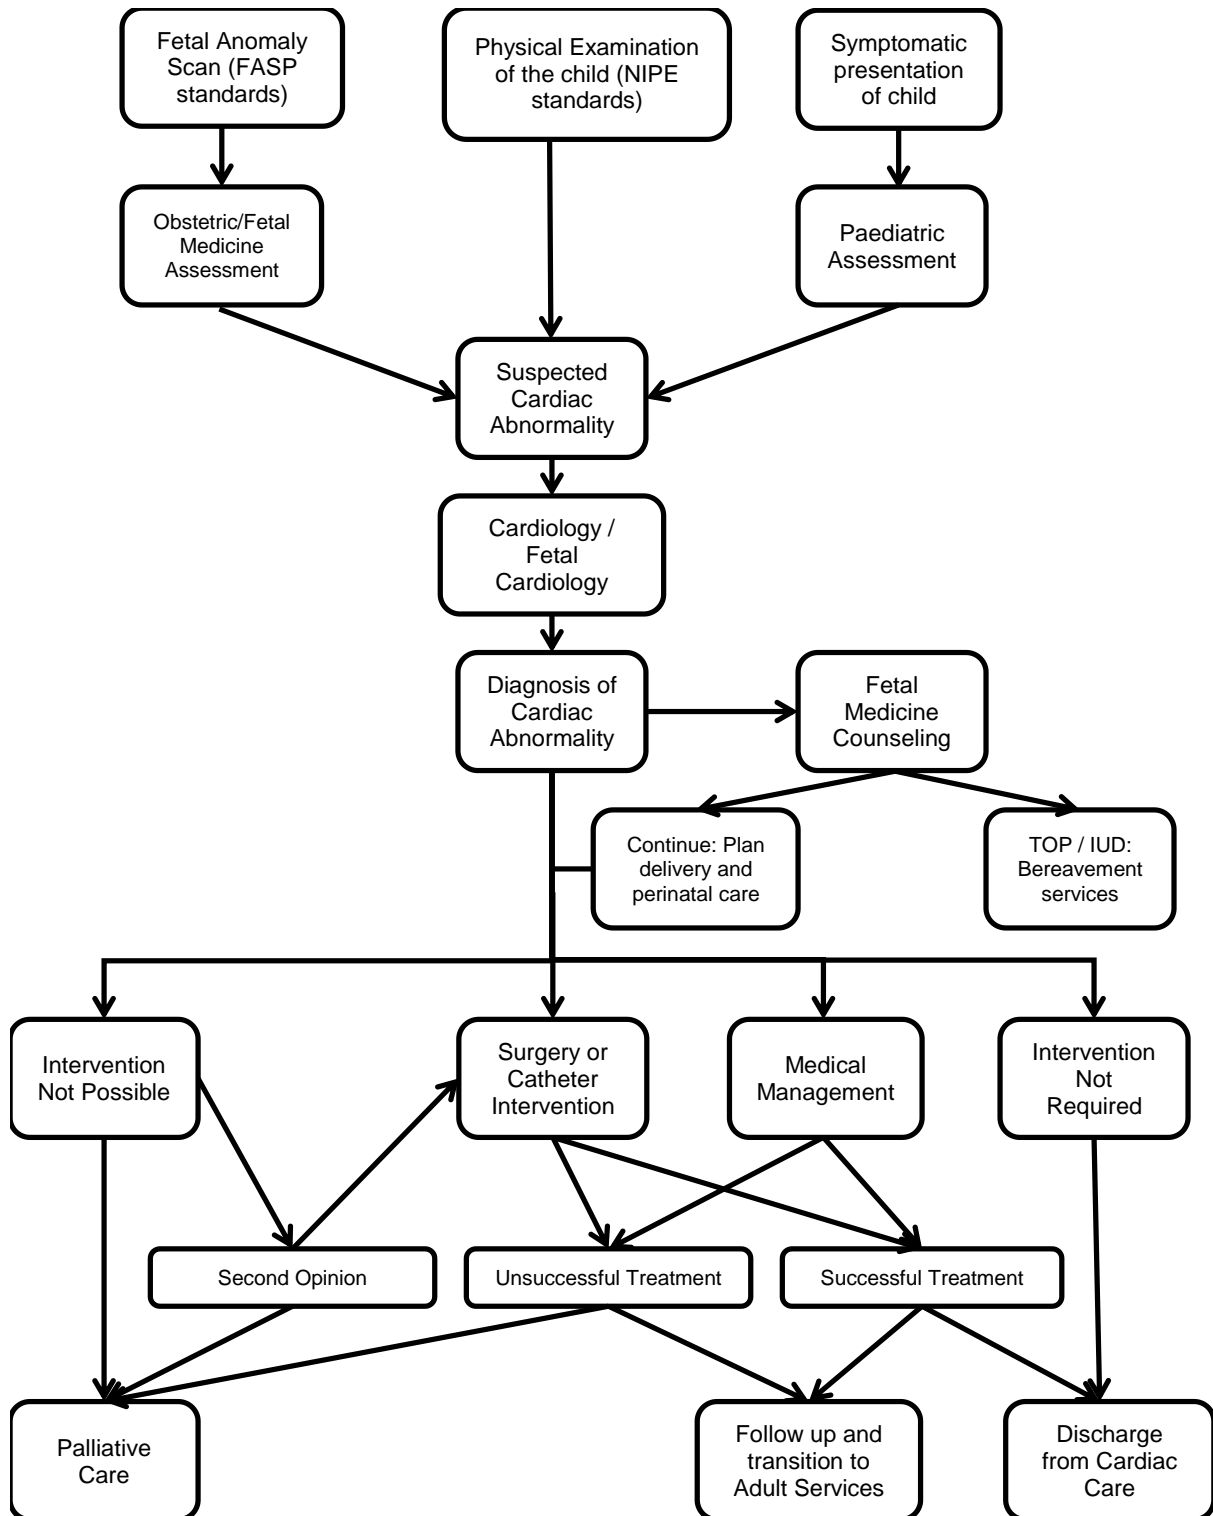 Fetal Anomaly
Scan (FASP
standards)
Physical Examination
of the child (NIPE
standards)
Symptomatic
presentation
of child
Obstetric/Fetal
Medicine
Assessment
Paediatric
Assessment
Suspected
Cardiac
Abnormality
Cardiology /
Fetal
Cardiology
Diagnosis of
Cardiac
Abnormality
Fetal
Medicine
Counseling
Continue: Plan
delivery and
perinatal care
TOP / IUD:
Bereavement
services
Intervention
Not Possible
Surgery or
Catheter
Intervention
Medical
Management
Intervention
Not
Required
Second Opinion
Unsuccessful Treatment
Successful Treatment
Palliative
Care
Follow up and
transition to
Adult Services
Discharge
from Cardiac
Care